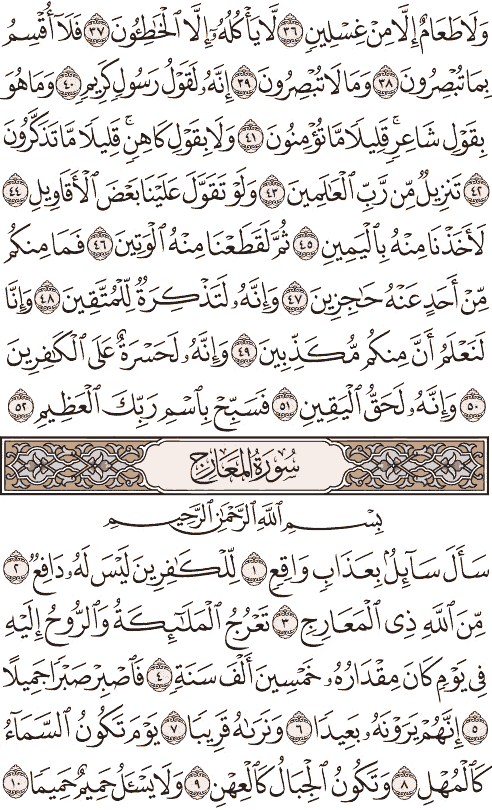 وَلَا طَعَامٌ إِلَّا مِنْ غِسْلِينٍ ٣٦ لَّا يَأْكُلُهُۥٓ إِلَّا ٱلْخَٰطِـُٔونَ ٣٧ فَلَآ أُقْسِمُ
بِمَا تُبْصِرُونَ ٣٨ وَمَا لَا تُبْصِرُونَ ٣٩ إِنَّهُۥ لَقَوْلُ رَسُولٍ كَرِيمٍ ٤٠ وَمَا هُوَ
بِقَوْلِ شَاعِرٍۚ قَلِيلًا مَّا تُؤْمِنُونَ ٤١ وَلَا بِقَوْلِ كَاهِنٍۚ قَلِيلًا مَّا تَذَكَّرُونَ
٤٢ تَنزِيلٌ مِّن رَّبِّ ٱلْعَٰلَمِينَ ٤٣ وَلَوْ تَقَوَّلَ عَلَيْنَا بَعْضَ ٱلْأَقَاوِيلِ ٤٤
لَأَخَذْنَا مِنْهُ بِٱلْيَمِينِ ٤٥ ثُمَّ لَقَطَعْنَا مِنْهُ ٱلْوَتِينَ ٤٦ فَمَا مِنكُم
مِّنْ أَحَدٍ عَنْهُ حَٰجِزِينَ ٤٧ وَإِنَّهُۥ لَتَذْكِرَةٌ لِّلْمُتَّقِينَ ٤٨ وَإِنَّا
لَنَعْلَمُ أَنَّ مِنكُم مُّكَذِّبِينَ ٤٩ وَإِنَّهُۥ لَحَسْرَةٌ عَلَى ٱلْكَٰفِرِينَ
٥٠ وَإِنَّهُۥ لَحَقُّ ٱلْيَقِينِ ٥١ فَسَبِّحْ بِٱسْمِ رَبِّكَ ٱلْعَظِيمِ ٥٢
سُورَةُ المَعَارِجِ
بِسْمِ ٱللَّهِ ٱلرَّحْمَٰنِ ٱلرَّحِيمِ
سَأَلَ سَآئِلٌۢ بِعَذَابٍ وَاقِعٍ ١ لِّلْكَٰفِرِينَ لَيْسَ لَهُۥ دَافِعٌ ٢
مِّنَ ٱللَّهِ ذِى ٱلْمَعَارِجِ ٣ تَعْرُجُ ٱلْمَلَٰٓئِكَةُ وَٱلرُّوحُ إِلَيْهِ
فِى يَوْمٍ كَانَ مِقْدَارُهُۥ خَمْسِينَ أَلْفَ سَنَةٍ ٤ فَٱصْبِرْ صَبْرًا جَمِيلًا
٥ إِنَّهُمْ يَرَوْنَهُۥ بَعِيدًا ٦ وَنَرَىٰهُ قَرِيبًا ٧ يَوْمَ تَكُونُ ٱلسَّمَآءُ
كَٱلْمُهْلِ ٨ وَتَكُونُ ٱلْجِبَالُ كَٱلْعِهْنِ ٩ وَلَا يَسْـَٔلُ حَمِيمٌ حَمِيمًا ١٠